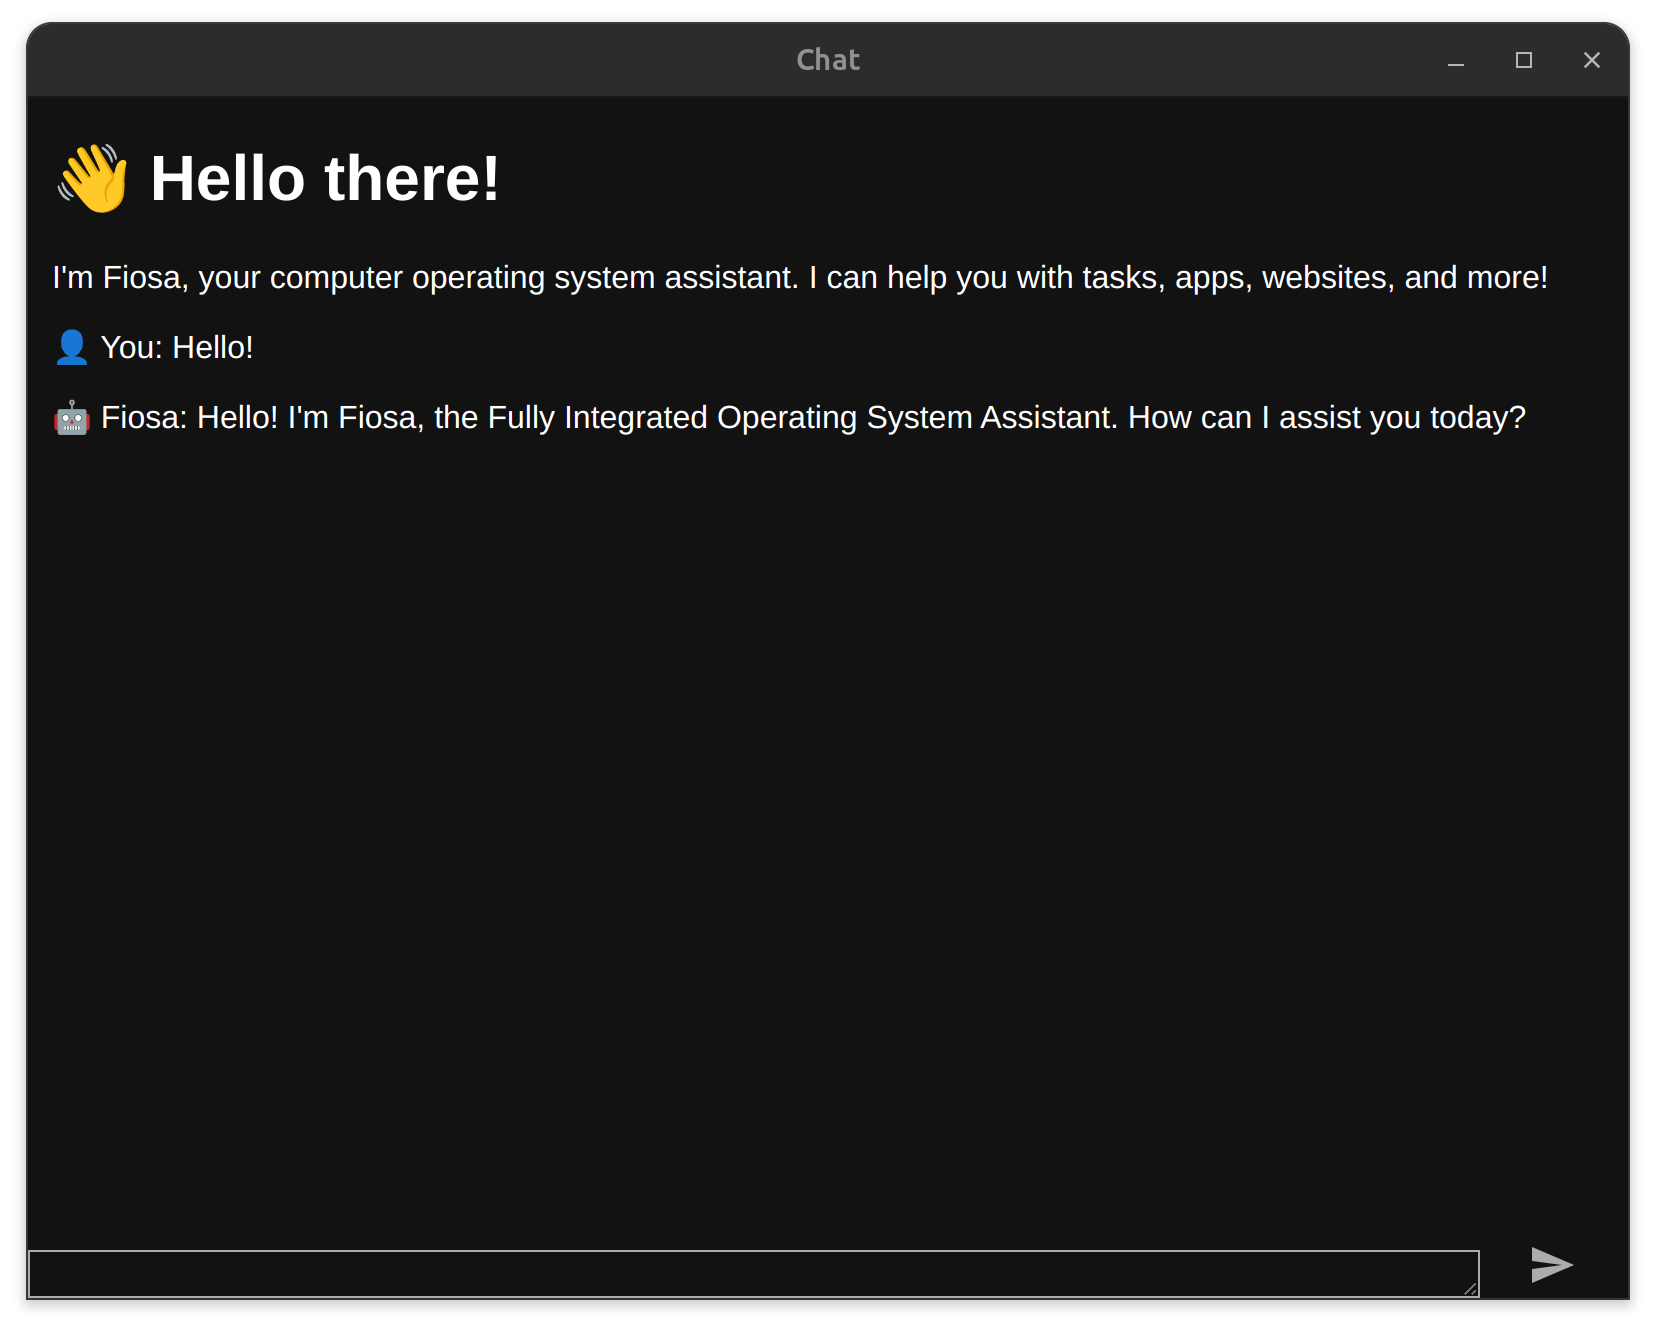 Chat
👋 Hello there!
I'm Fiosa, your computer operating system assistant. I can help you with tasks, apps, websites, and more!
👤 You: Hello!
🤖 Fiosa: Hello! I'm Fiosa, the Fully Integrated Operating System Assistant. How can I assist you today?